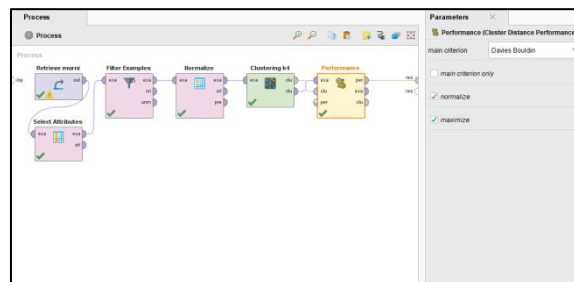 Process
Parameters
Process
Performance (Cluster Distance Performance
main criterion
Davies Bouldin
Process
main criterion only
inp
Retrieve murni
out
Filter Examples
exa
exa
ori
unm
Normalize
exa
exa
ori
pre
Clustering k4
exa
clu
clu
Performance
exa
per
clu
exa
per
clu
res
normalize
Select Attributes
exa
exa
ori
maximize